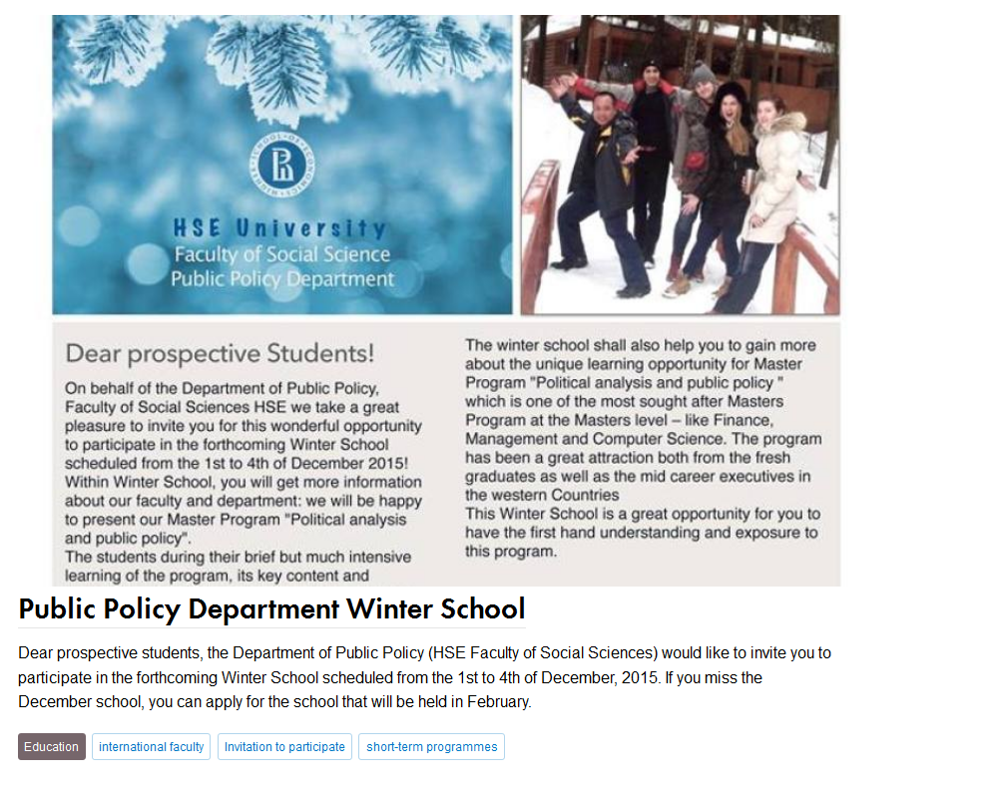 HIGHER SCHOOL OF ECONOMICS
HSE University
Faculty of Social Science
Public Policy Department
Dear prospective Students!
On behalf of the Department of Public Policy,
Faculty of Social Sciences HSE we take a great
pleasure to invite you for this wonderful opportunity
to participate in the forthcoming Winter School
scheduled from the 1st to 4th of December 2015!
Within Winter School, you will get more information
about our faculty and department: we will be happy
to present our Master Program "Political analysis
and public policy".
The students during their brief but much intensive
learning of the program, its key content and
The winter school shall also help you to gain more
about the unique learning opportunity for Master
Program "Political analysis and public policy "
which is one of the most sought after Masters
Program at the Masters level – like Finance,
Management and Computer Science. The program
has been a great attraction both from the fresh
graduates as well as the mid career executives in
the western Countries
This Winter School is a great opportunity for you to
have the first hand understanding and exposure to
this program.
Public Policy Department Winter School
Dear prospective students, the Department of Public Policy (HSE Faculty of Social Sciences) would like to invite you to
participate in the forthcoming Winter School scheduled from the 1st to 4th of December, 2015. If you miss the
December school, you can apply for the school that will be held in February.
Education
international faculty
Invitation to participate
short-term programmes